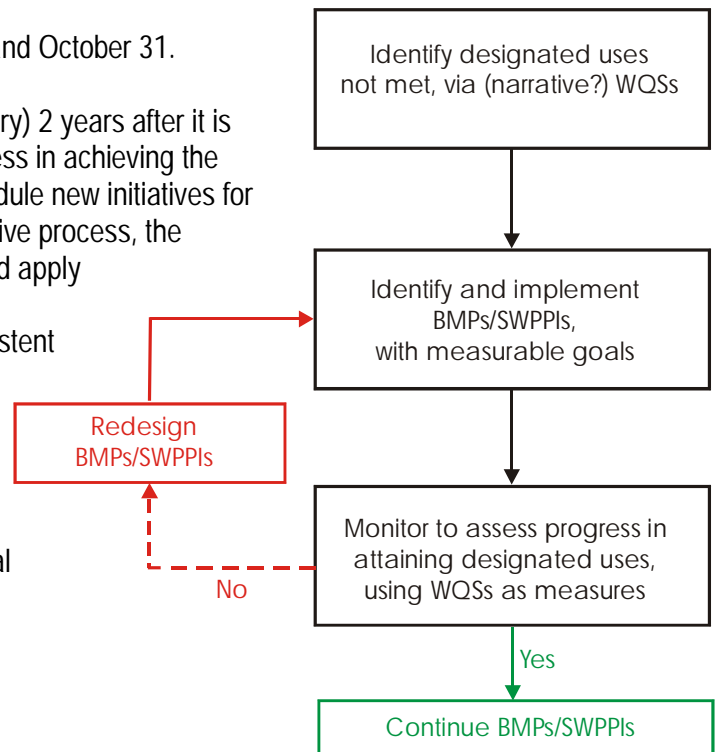 nd October 31.
ry) 2 years after it is
ess in achieving the
dule new initiatives for
ive process, the
d apply
stent
al
Identify designated uses
not met, via (narrative?) WQSs
Identify and implement
BMPs/SWPPIs,
with measurable goals
Redesign
BMPs/SWPPIs
Monitor to assess progress in
attaining designated uses,
using WQSs as measures
No
Yes
Continue BMPs/SWPPIs